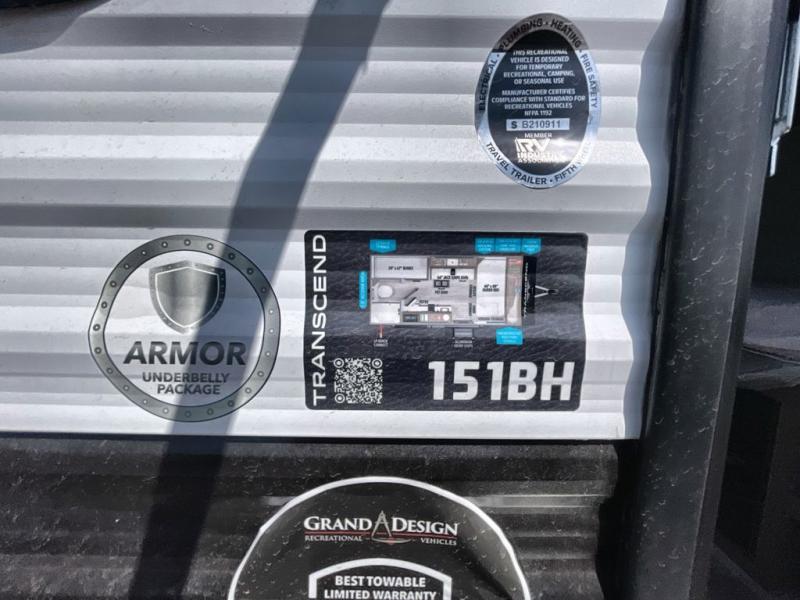 ELECTRICAL • PLUMBING • HEATING • FIRE SAFETY
THIS RECREATIONAL
VEHICLE IS DESIGNED
FOR TEMPORARY
RECREATIONAL, CAMPING,
OR SEASONAL USE
MANUFACTURER CERTIFIES
COMPLIANCE WITH STANDARD FOR
RECREATIONAL VEHICLES
NFPA 1192
S B210911
MEMBER
RV
INDUSTRY
TRAVEL TRAILER • FIFTH
ARMOR
UNDERBELLY
PACKAGE
TRANSCEND
151BH
GRAND DESIGN
RECREATIONAL VEHICLES
BEST TOWABLE
LIMITED WARRANTY